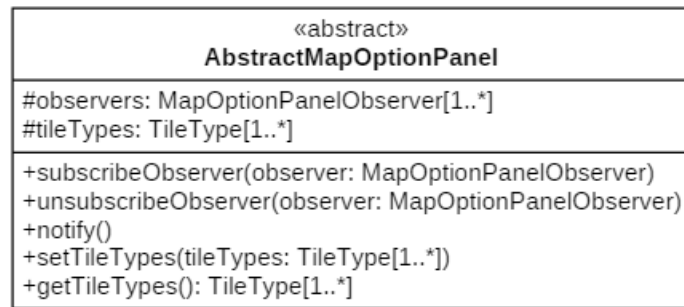 «abstract»
AbstractMapOptionPanel
#observers: MapOptionPanelObserver[1..*]
#tileTypes: TileType[1..*]
+subscribeObserver(observer: MapOptionPanelObserver)
+unsubscribeObserver(observer: MapOptionPanelObserver)
+notify()
+setTileTypes(tileTypes: TileType[1..*])
+getTileTypes(): TileType[1..*]